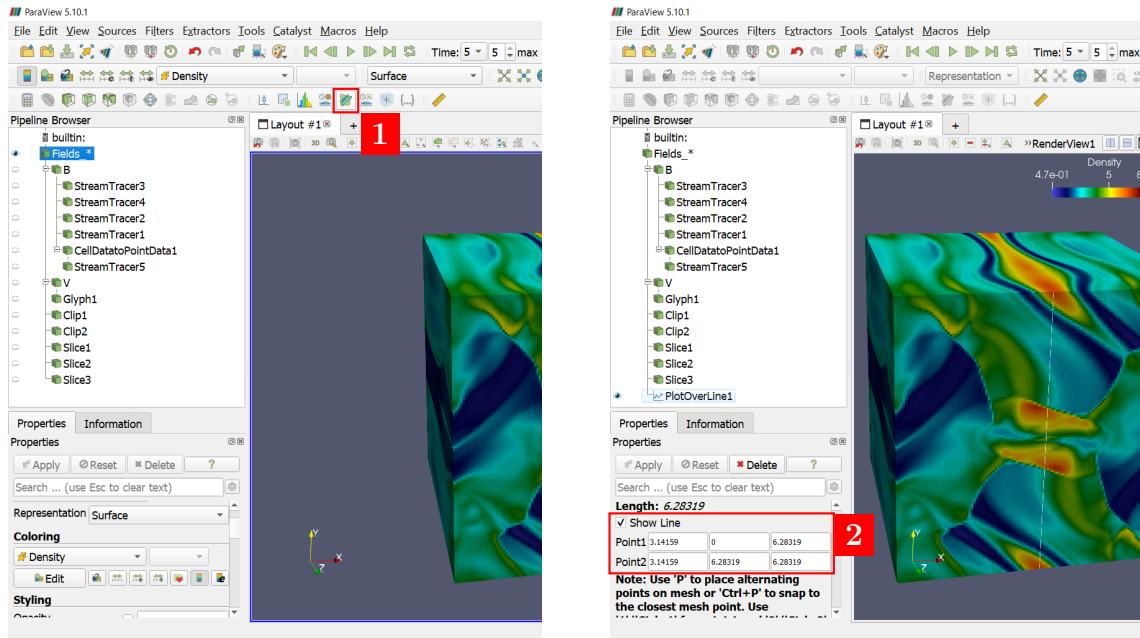 ParaView 5.10.1
File Edit View Sources Filters Extractors Tools Catalyst Macros Help
Time: 5 5 max
Density Surface
1
Pipeline Browser
Layout #1 +
3D
builtin:
Fields_*
B
StreamTracer3
StreamTracer4
StreamTracer2
StreamTracer1
CellDatatoPointData1
StreamTracer5
V
Glyph1
Clip1
Clip2
Slice1
Slice2
Slice3
Properties Information
Properties
Apply Reset Delete ?
Search ... (use Esc to clear text)
Representation Surface
Coloring
Density
Edit
Styling
Opacity
Y
X
Z
ParaView 5.10.1
File Edit View Sources Filters Extractors Tools Catalyst Macros Help
Time: 5 5 max
Representation
Pipeline Browser
Layout #1 +
3D »RenderView1
builtin:
Fields_*
B
StreamTracer3
StreamTracer4
StreamTracer2
StreamTracer1
CellDatatoPointData1
StreamTracer5
V
Glyph1
Clip1
Clip2
Slice1
Slice2
Slice3
PlotOverLine1
Density
4.7e-01 5 8
Properties Information
Properties
Apply Reset Delete ?
Search ... (use Esc to clear text)
Length: 6.28319
Show Line
Point1 3.14159 0 6.28319
Point2 3.14159 6.28319 6.28319
2
Note: Use 'P' to place alternating
points on mesh or 'Ctrl+P' to snap to
the closest mesh point. Use
Y
X
Z